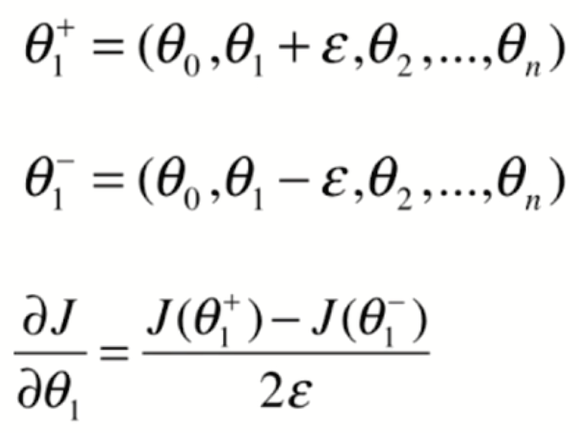 θ₁⁺ = (θ₀,θ₁ + ε,θ₂,...,θₙ)
θ₁⁻ = (θ₀,θ₁ − ε,θ₂,...,θₙ)
∂J/∂θ₁ = (J(θ₁⁺) − J(θ₁⁻))/2ε